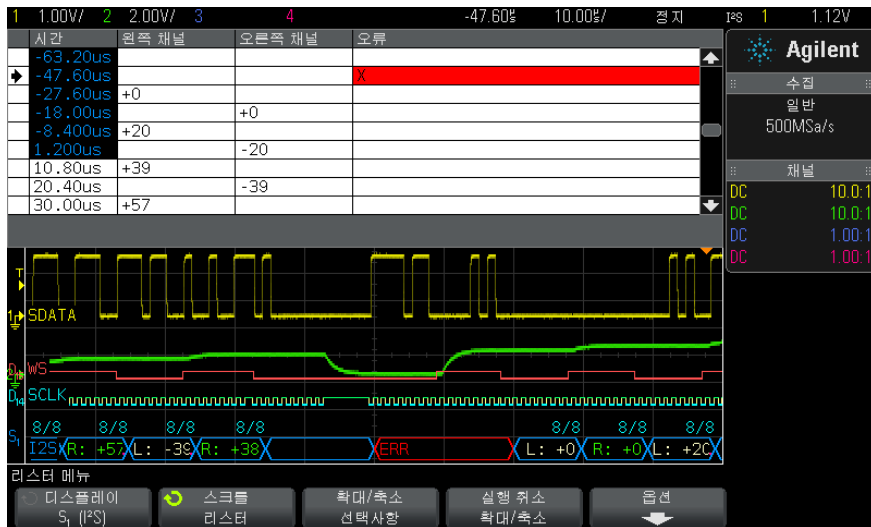 1 1.00V/ 2 2.00V/ 3 4 -47.60s 10.00s/ 정지 I²S 1 1.12V
시간 왼쪽 채널 오른쪽 채널 오류
-63.20us
-47.60us X
-27.60us +0
-18.00us +0
-8.400us +20
1.200us -20
10.80us +39
20.40us -39
30.00us +57
Agilent
수집
일반
500MSa/s
채널
DC 10.0:1
DC 10.0:1
DC 1.00:1
DC 1.00:1
T
1 SDATA
WS
D14 SCLK
8/8 8/8 8/8 8/8 8/8 8/8 8/8
S1 I2S R: +57 L: -39 R: +38 ERR L: +0 R: +0 L: +20
리스터 메뉴
디스플레이 스크롤 확대/축소 실행 취소 옵션
S1 (I²S) 리스터 선택사항 확대/축소